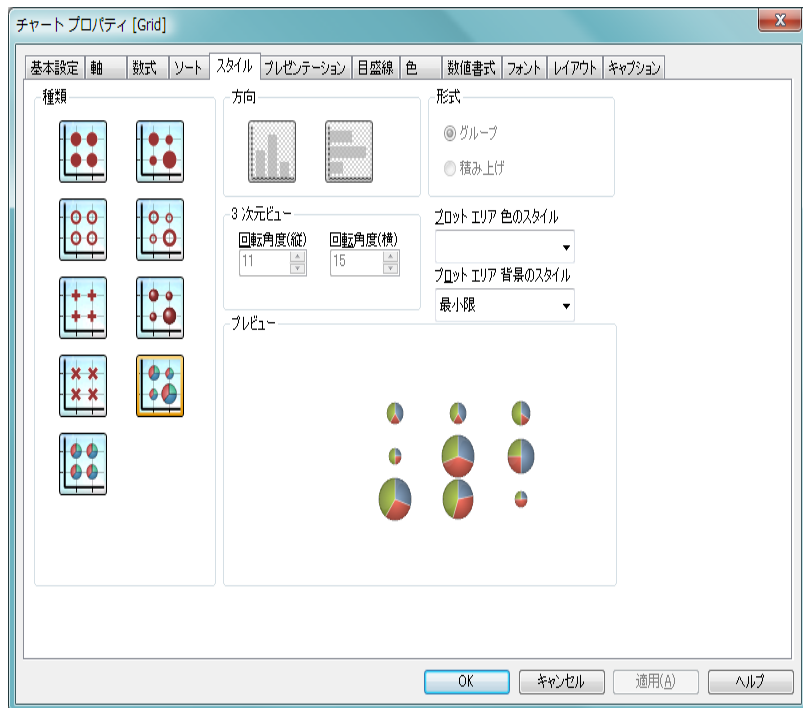 チャート プロパティ [Grid]
基本設定 軸 数式 ソート スタイル プレゼンテーション 目盛線 色 数値書式 フォント レイアウト キャプション
種類
方向
形式
グループ
積み上げ
3 次元ビュー
回転角度(縦) 回転角度(横)
11 15
プロット エリア 色のスタイル
プロット エリア 背景のスタイル
最小限
プレビュー
OK キャンセル 適用(A) ヘルプ